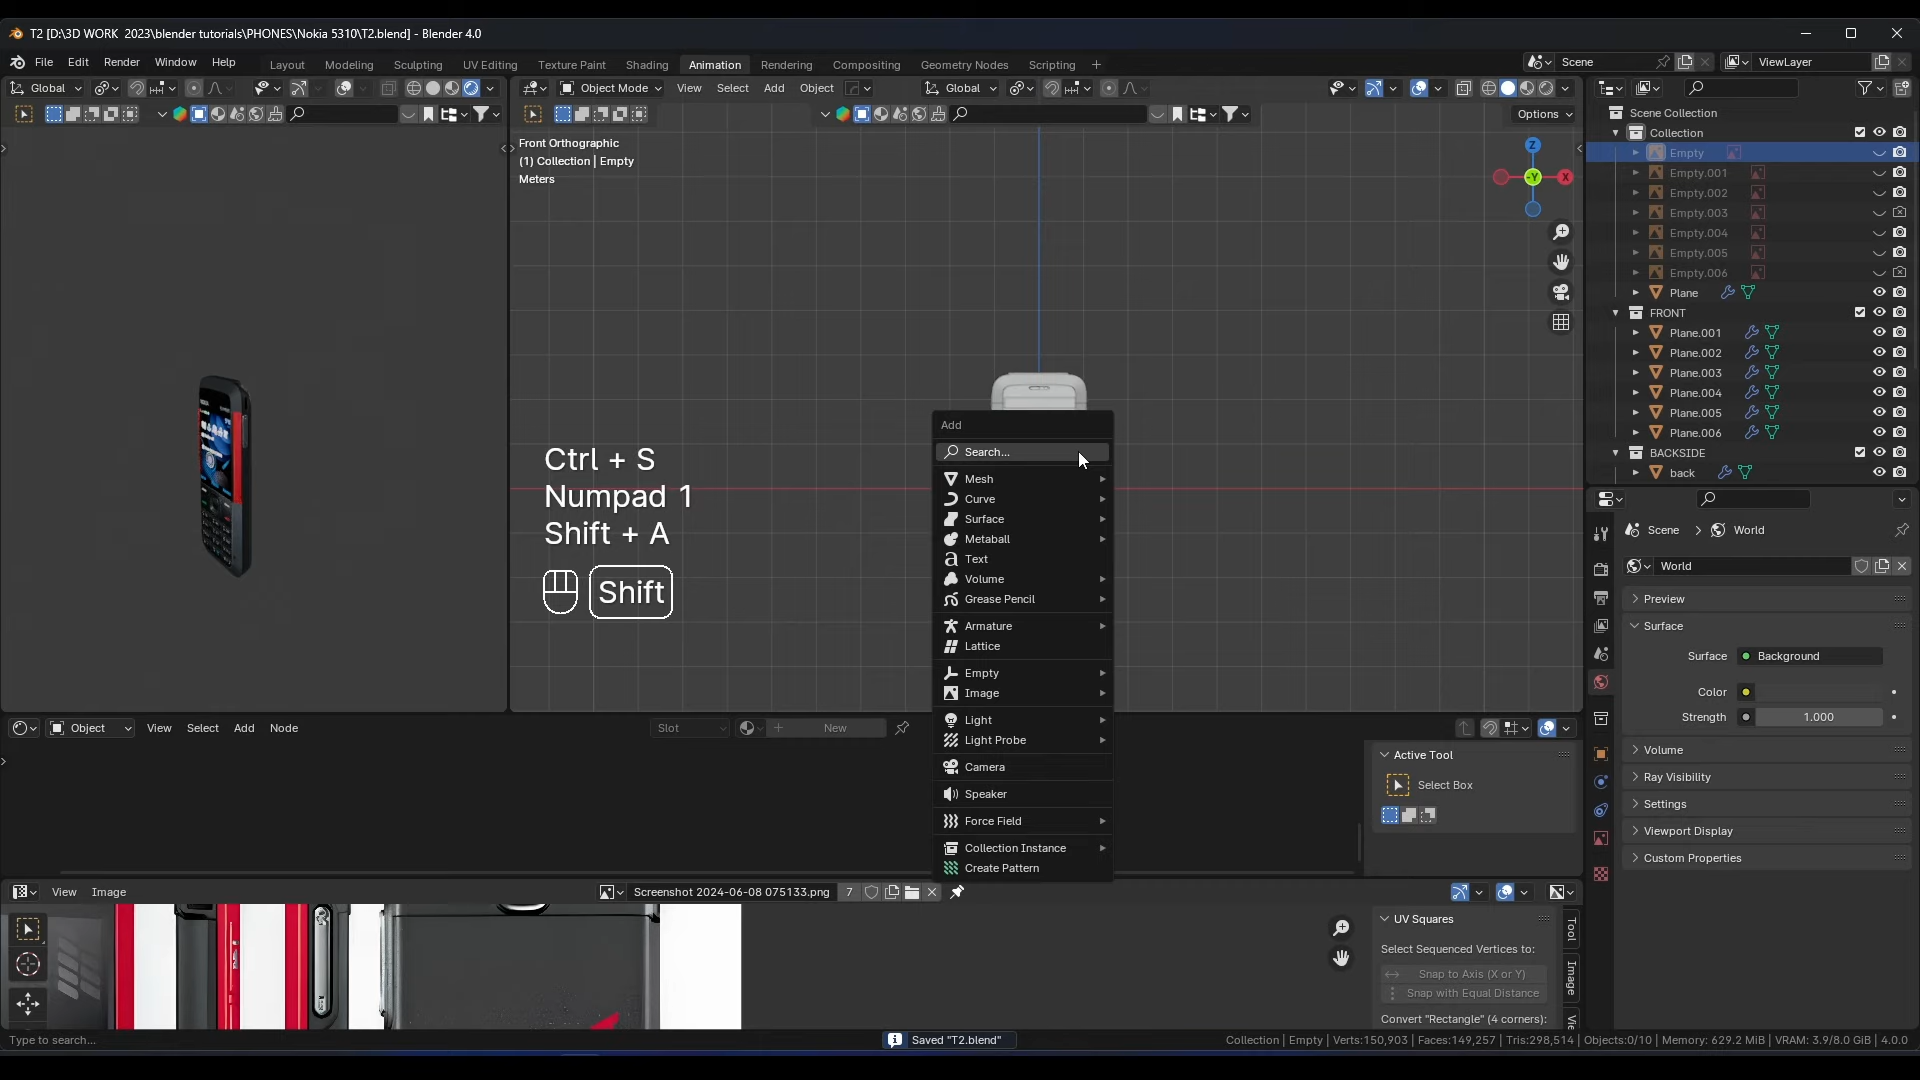 T2 [D:\3D WORK  2023\blender tutorials\PHONES\Nokia 5310\T2.blend] - Blender 4.0
File Edit Render Window Help
Layout Modeling Sculpting UV Editing Texture Paint Shading Animation Rendering Compositing Geometry Nodes Scripting +
Scene
ViewLayer
Global
Object Mode View Select Add Object
Global
Options
Front Orthographic
(1) Collection | Empty
Meters
Z
-Y
X
Ctrl + S
Numpad 1
Shift + A
Shift
Add
Search...
Mesh
Curve
Surface
Metaball
Text
Volume
Grease Pencil
Armature
Lattice
Empty
Image
Light
Light Probe
Camera
Speaker
Force Field
Collection Instance
Create Pattern
Scene Collection
Collection
Empty
Empty.001
Empty.002
Empty.003
Empty.004
Empty.005
Empty.006
Plane
FRONT
Plane.001
Plane.002
Plane.003
Plane.004
Plane.005
Plane.006
BACKSIDE
back
Scene > World
World
Preview
Surface
Surface Background
Color
Strength 1.000
Volume
Ray Visibility
Settings
Viewport Display
Custom Properties
Object View Select Add Node
Slot
New
Active Tool
Select Box
View Image
Screenshot 2024-06-08 075133.png 7
UV Squares
Select Sequenced Vertices to:
Snap to Axis (X or Y)
Snap with Equal Distance
Convert "Rectangle" (4 corners):
Tool
Image
Type to search...
Saved "T2.blend"
Collection | Empty | Verts:150,903 | Faces:149,257 | Tris:298,514 | Objects:0/10 | Memory: 629.2 MiB | VRAM: 3.9/8.0 GiB | 4.0.0